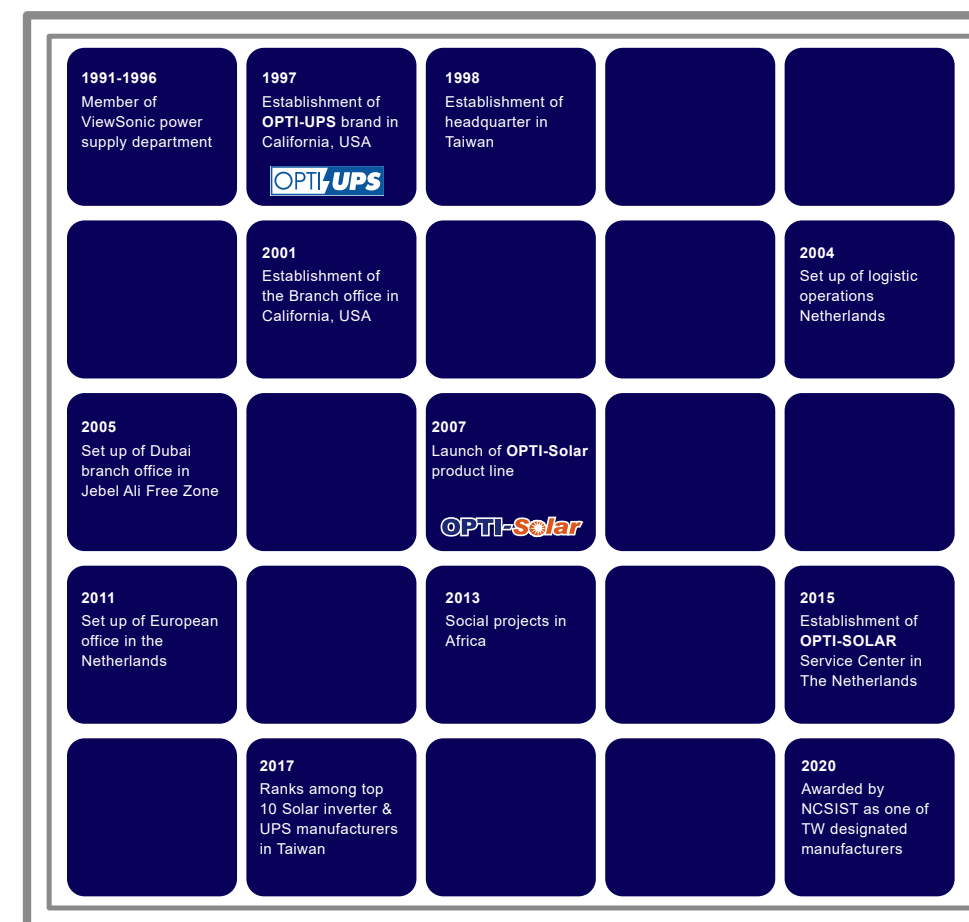 1991-1996
Member of
ViewSonic power
supply department
1997
Establishment of
OPTI-UPS brand in
California, USA
OPTI-UPS
1998
Establishment of
headquarter in
Taiwan
2001
Establishment of
the Branch office in
California, USA
2004
Set up of logistic
operations
Netherlands
2005
Set up of Dubai
branch office in
Jebel Ali Free Zone
2007
Launch of OPTI-Solar
product line
OPTI-Solar
2011
Set up of European
office in the
Netherlands
2013
Social projects in
Africa
2015
Establishment of
OPTI-SOLAR
Service Center in
The Netherlands
2017
Ranks among top
10 Solar inverter &
UPS manufacturers
in Taiwan
2020
Awarded by
NCSIST as one of
TW designated
manufacturers